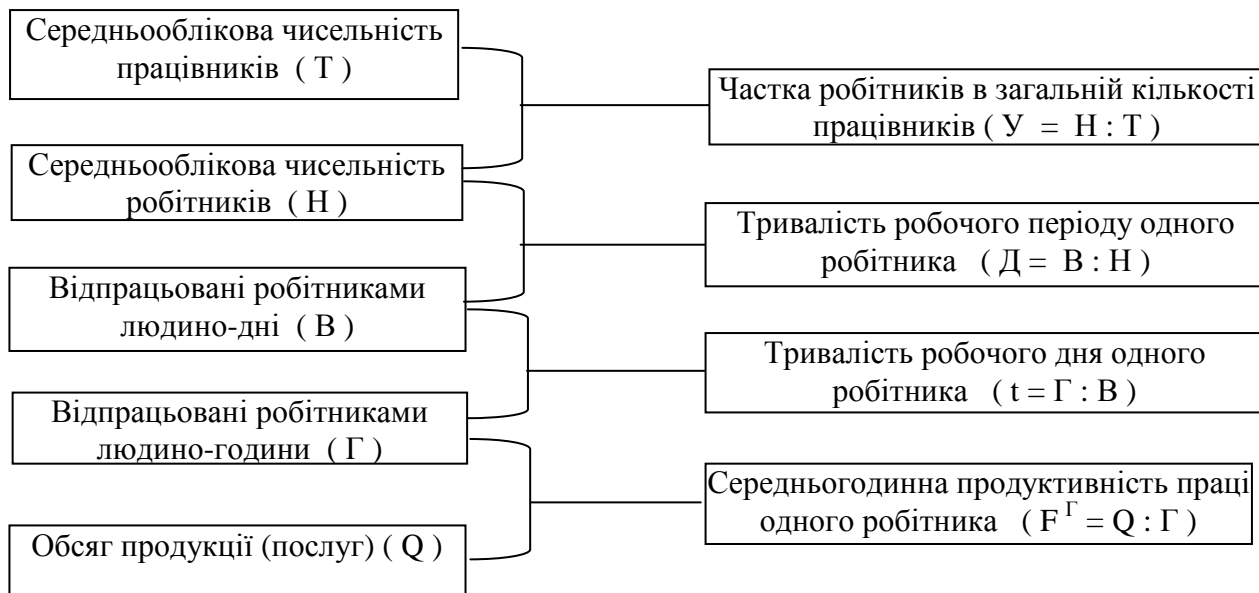 Середньооблікова чисельність
працівників ( Т )
Частка робітників в загальній кількості
працівників ( У = Н : Т )
Середньооблікова чисельність
робітників ( Н )
Тривалість робочого періоду одного
робітника ( Д = В : Н )
Відпрацьовані робітниками
людино-дні ( В )
Тривалість робочого дня одного
робітника ( t = Г : В )
Відпрацьовані робітниками
людино-години ( Г )
Середньогодинна продуктивність праці
одного робітника ( F Г = Q : Г )
Обсяг продукції (послуг) ( Q )